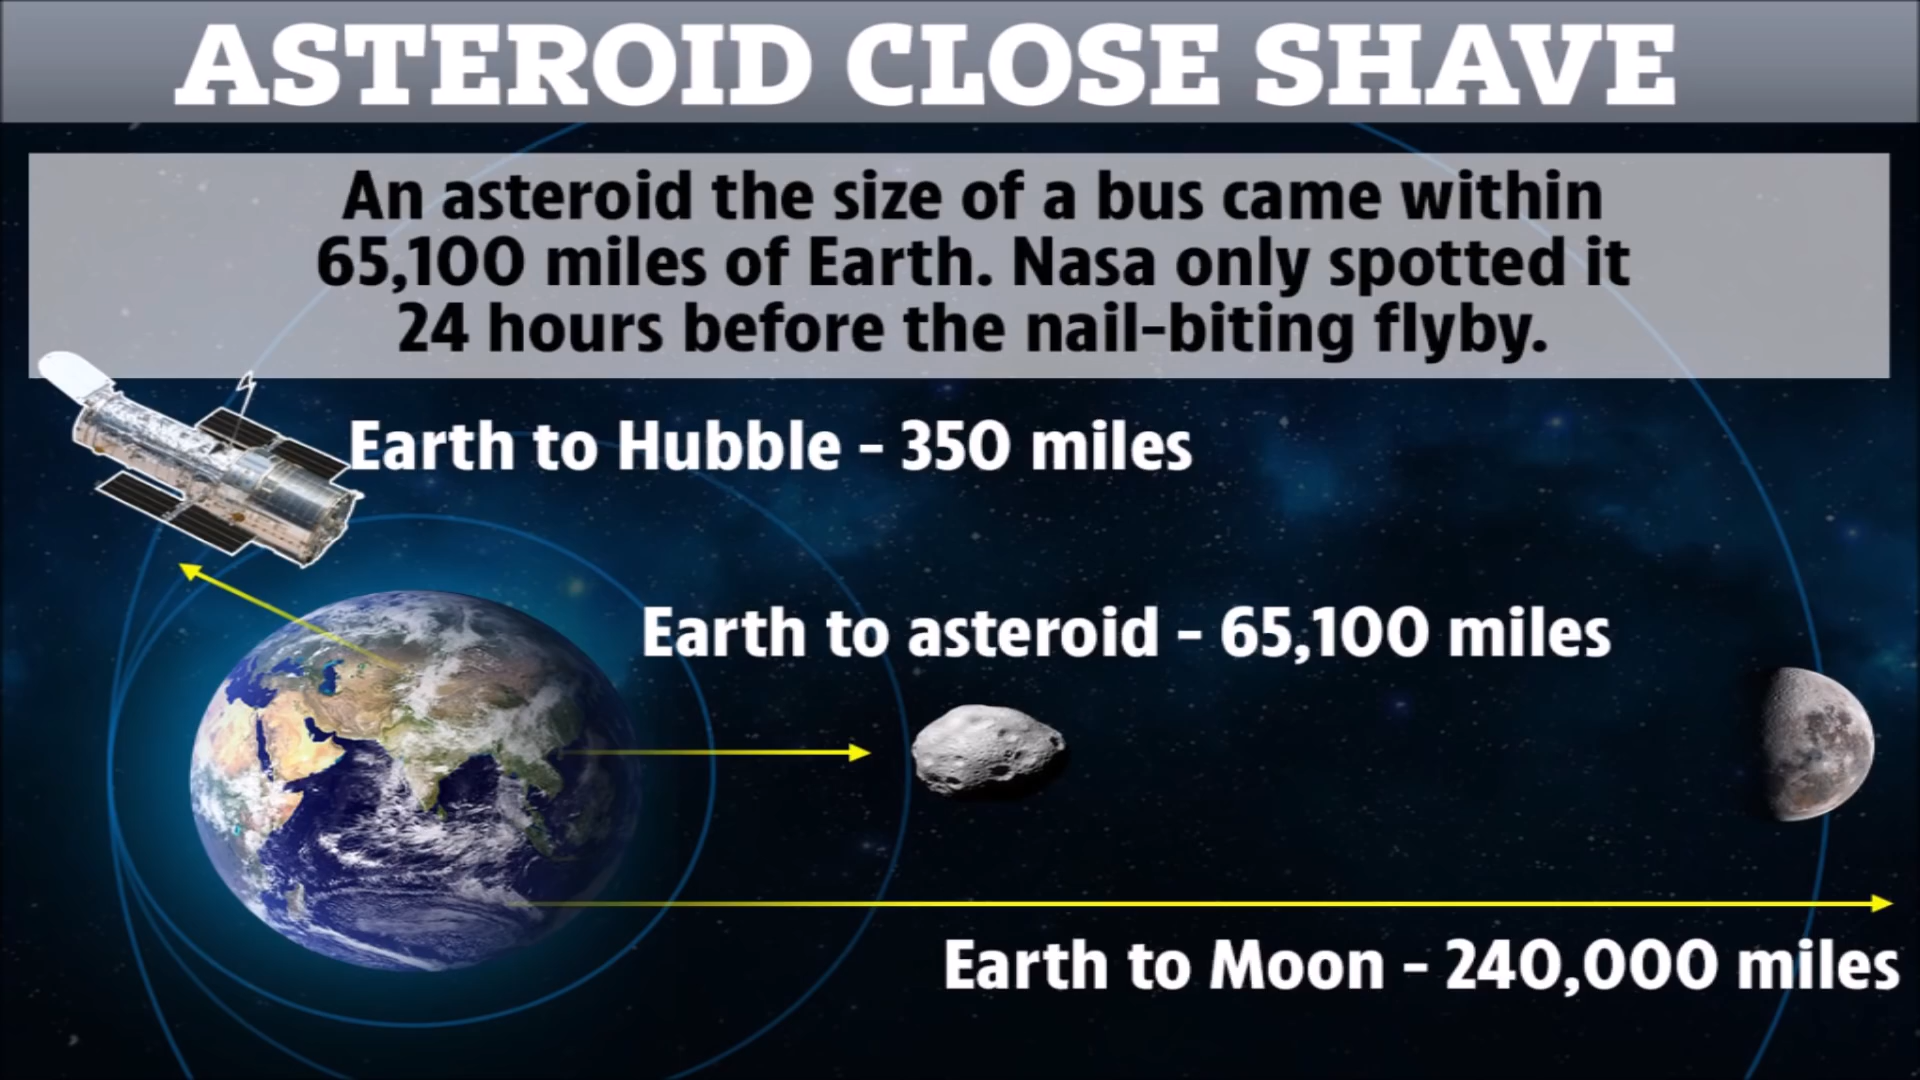 ASTEROID CLOSE SHAVE
An asteroid the size of a bus came within
65,100 miles of Earth. Nasa only spotted it
24 hours before the nail-biting flyby.
Earth to Hubble - 350 miles
Earth to asteroid - 65,100 miles
Earth to Moon - 240,000 miles